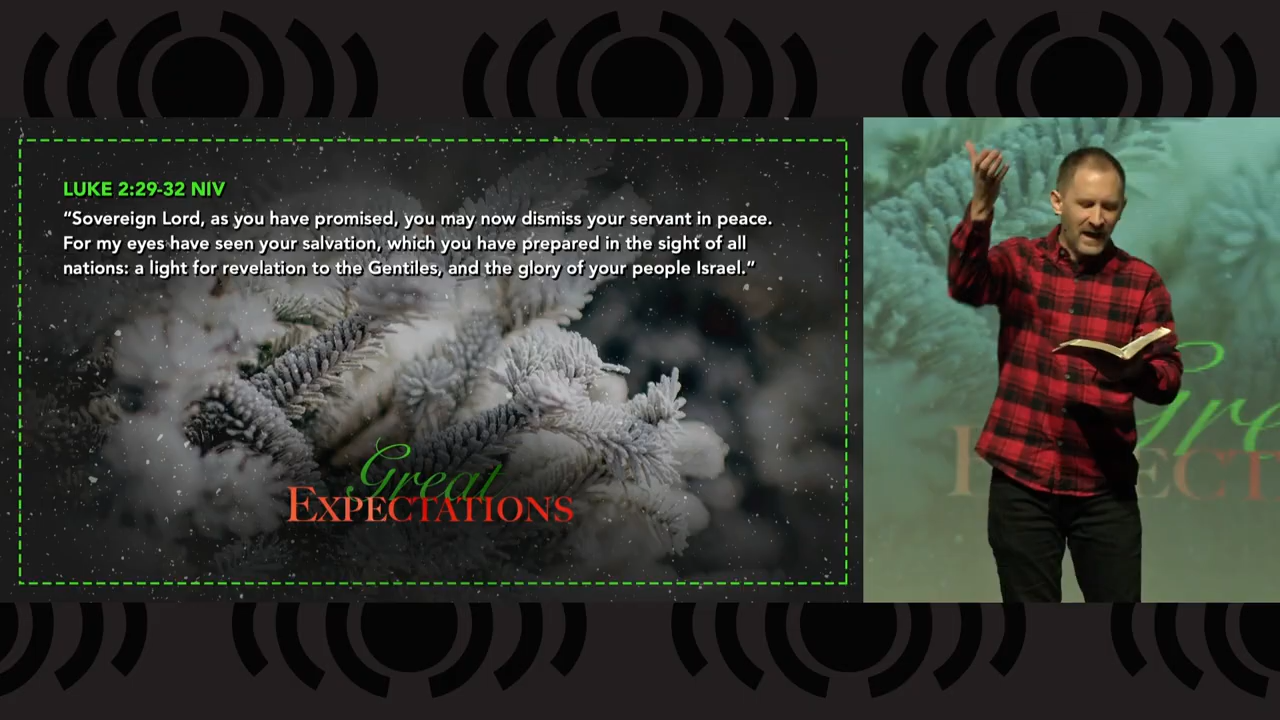 LUKE 2:29-32 NIV
“Sovereign Lord, as you have promised, you may now dismiss your servant in peace.
For my eyes have seen your salvation, which you have prepared in the sight of all
nations: a light for revelation to the Gentiles, and the glory of your people Israel.”
Great
EXPECTATIONS
Gre
E ECT